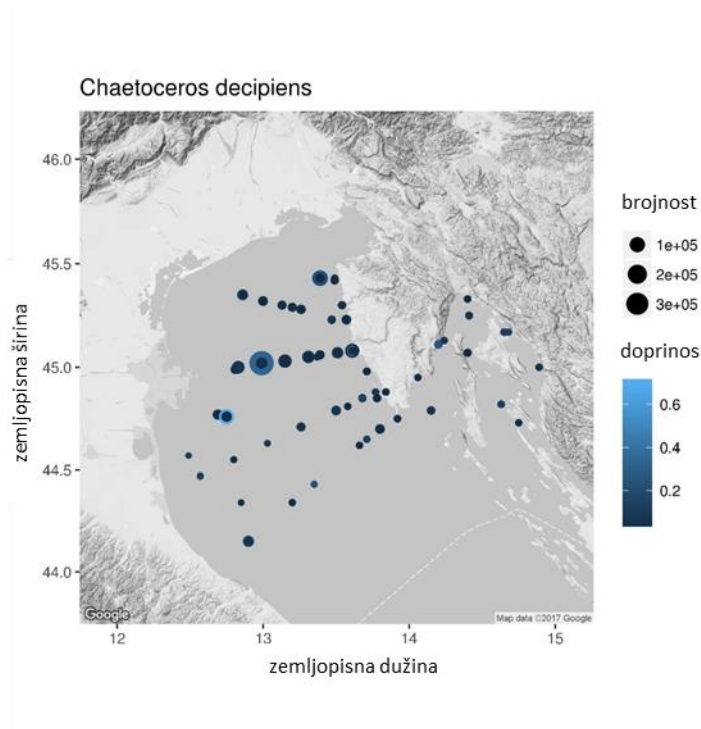 Chaetoceros decipiens
46.0
45.5
45.0
44.5
44.0
zemljopisna širina
Google
Map data ©2017 Google
12
13
14
15
zemljopisna dužina
brojnost
1e+05
2e+05
3e+05
doprinos
0.6
0.4
0.2